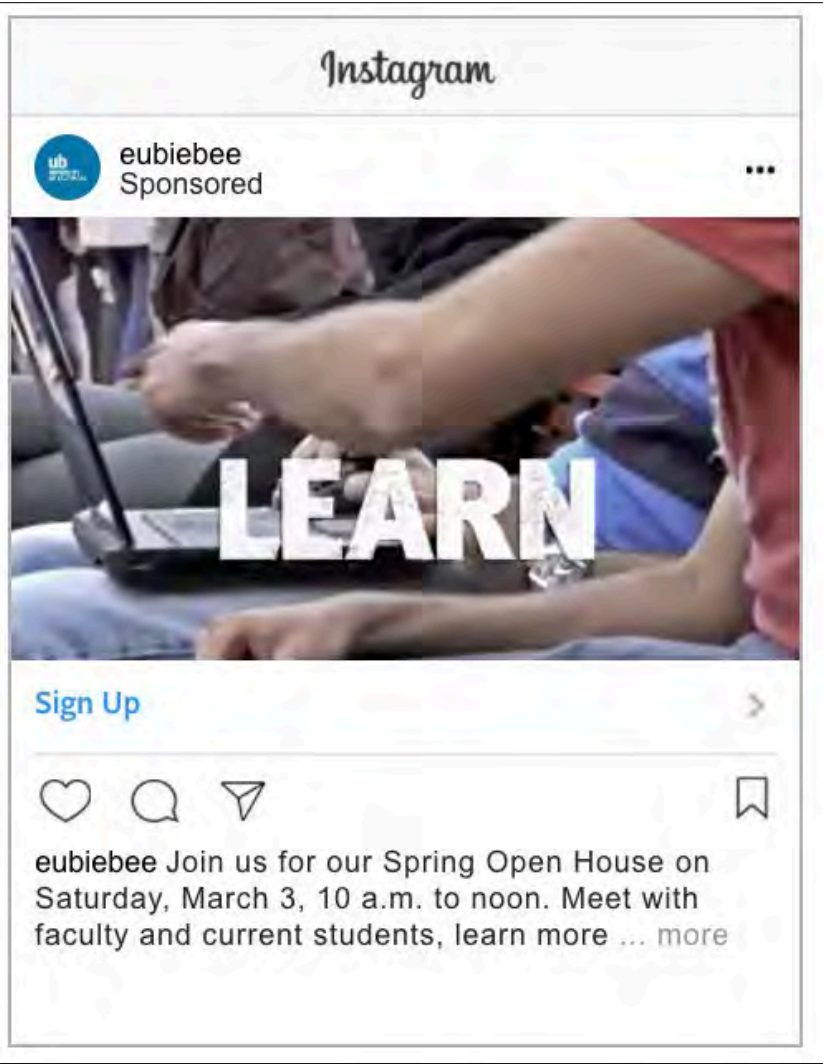 Instagram
ub
eubiebee
Sponsored
•••
LEARN
Sign Up
eubiebee Join us for our Spring Open House on
Saturday, March 3, 10 a.m. to noon. Meet with
faculty and current students, learn more ... more